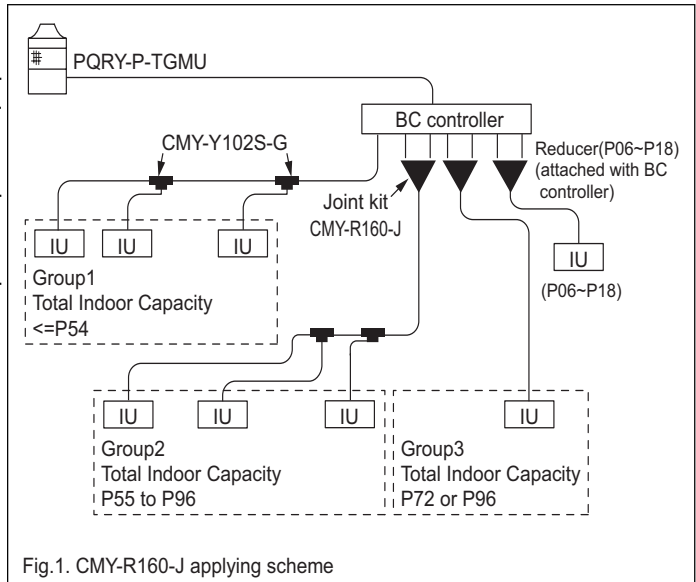 PQRY-P-TGMU
BC controller
CMY-Y102S-G
Reducer(P06~P18)
(attached with BC
controller)
Joint kit
CMY-R160-J
IU
IU
IU
IU
(P06~P18)
Group1
Total Indoor Capacity
<=P54
IU
IU
IU
IU
Group2
Total Indoor Capacity
P55 to P96
Group3
Total Indoor Capacity
P72 or P96
Fig.1. CMY-R160-J applying scheme